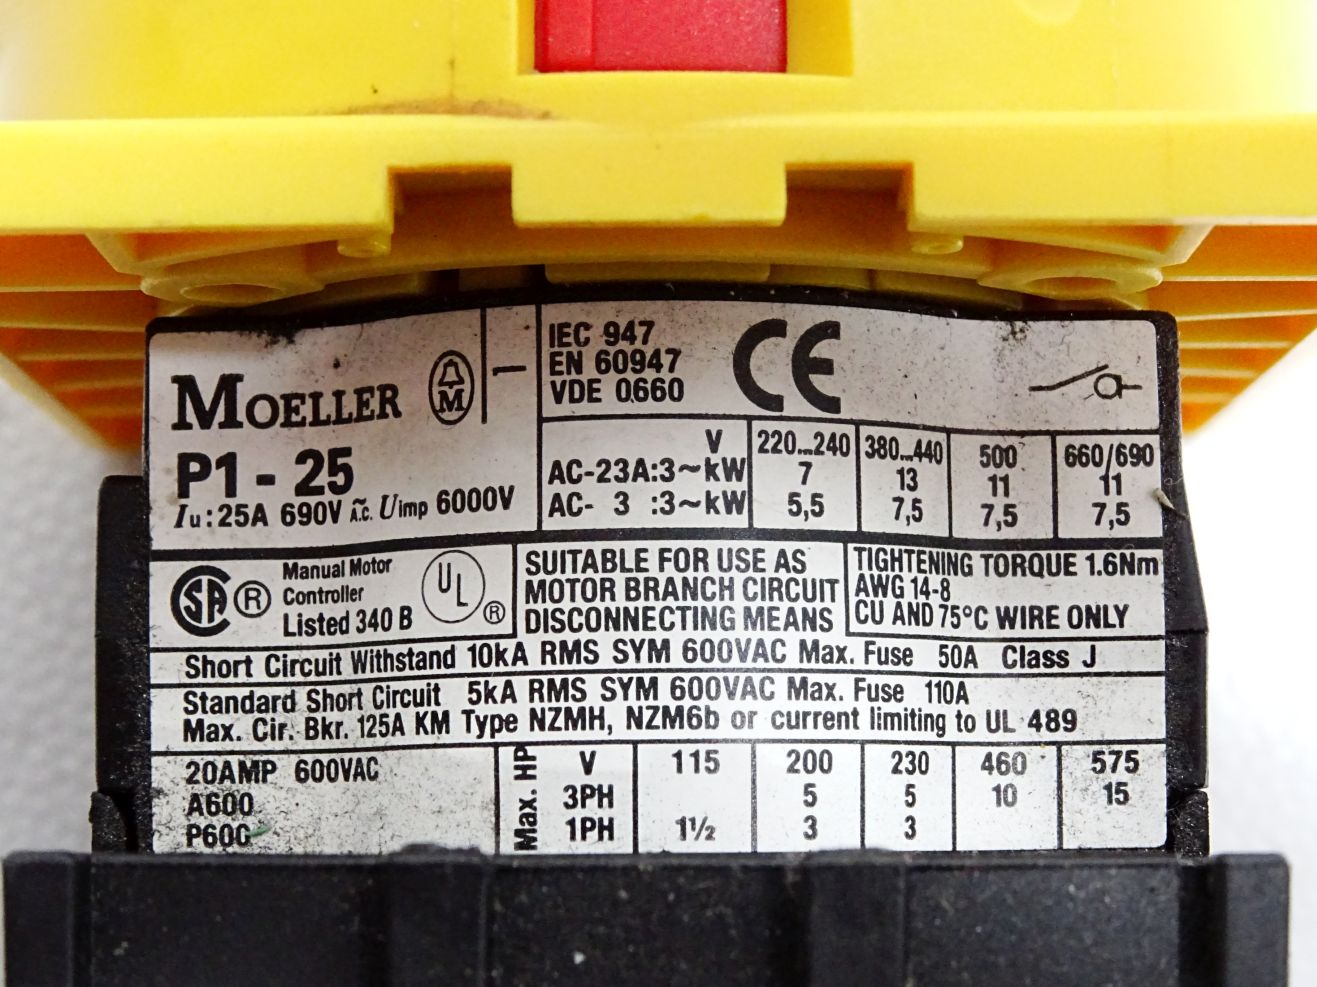 MOELLER
P1-25
Iu: 25A 690V A.c. Uimp 6000V
IEC 947
EN 60947
VDE 0660
CE
V 220...240 380...440 500 660/690
AC-23A:3~kW 7 13 11 11
AC- 3 :3~kW 5,5 7,5 7,5 7,5
SA ® Manual Motor
Controller
Listed 340 B
UL ®
SUITABLE FOR USE AS
MOTOR BRANCH CIRCUIT
DISCONNECTING MEANS
TIGHTENING TORQUE 1.6Nm
AWG 14-8
CU AND 75°C WIRE ONLY
Short Circuit Withstand 10kA RMS SYM 600VAC Max. Fuse 50A Class J
Standard Short Circuit 5kA RMS SYM 600VAC Max. Fuse 110A
Max. Cir. Bkr. 125A KM Type NZMH, NZM6b or current limiting to UL 489
20AMP 600VAC
A600
P600
Max. HP
V 115 200 230 460 575
3PH 5 5 10 15
1PH 1½ 3 3